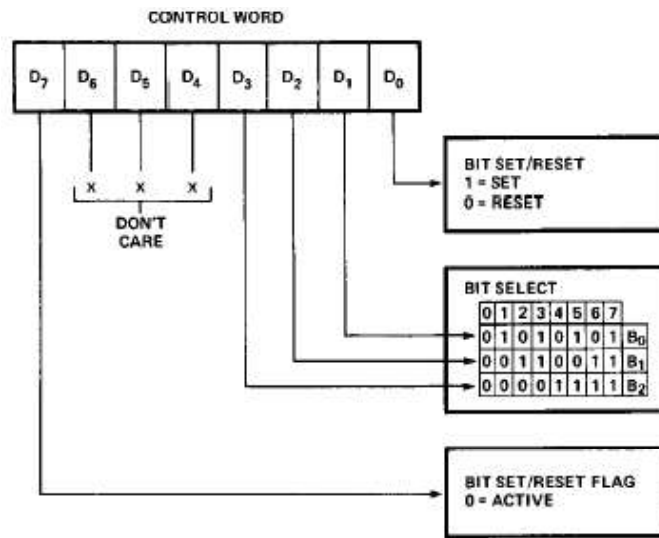 CONTROL WORD
D7 D6 D5 D4 D3 D2 D1 D0
X X X
DON'T
CARE
BIT SET/RESET
1 = SET
0 = RESET
BIT SELECT
0 1 2 3 4 5 6 7
0 1 0 1 0 1 0 1 B0
0 0 1 1 0 0 1 1 B1
0 0 0 0 1 1 1 1 B2
BIT SET/RESET FLAG
0 = ACTIVE